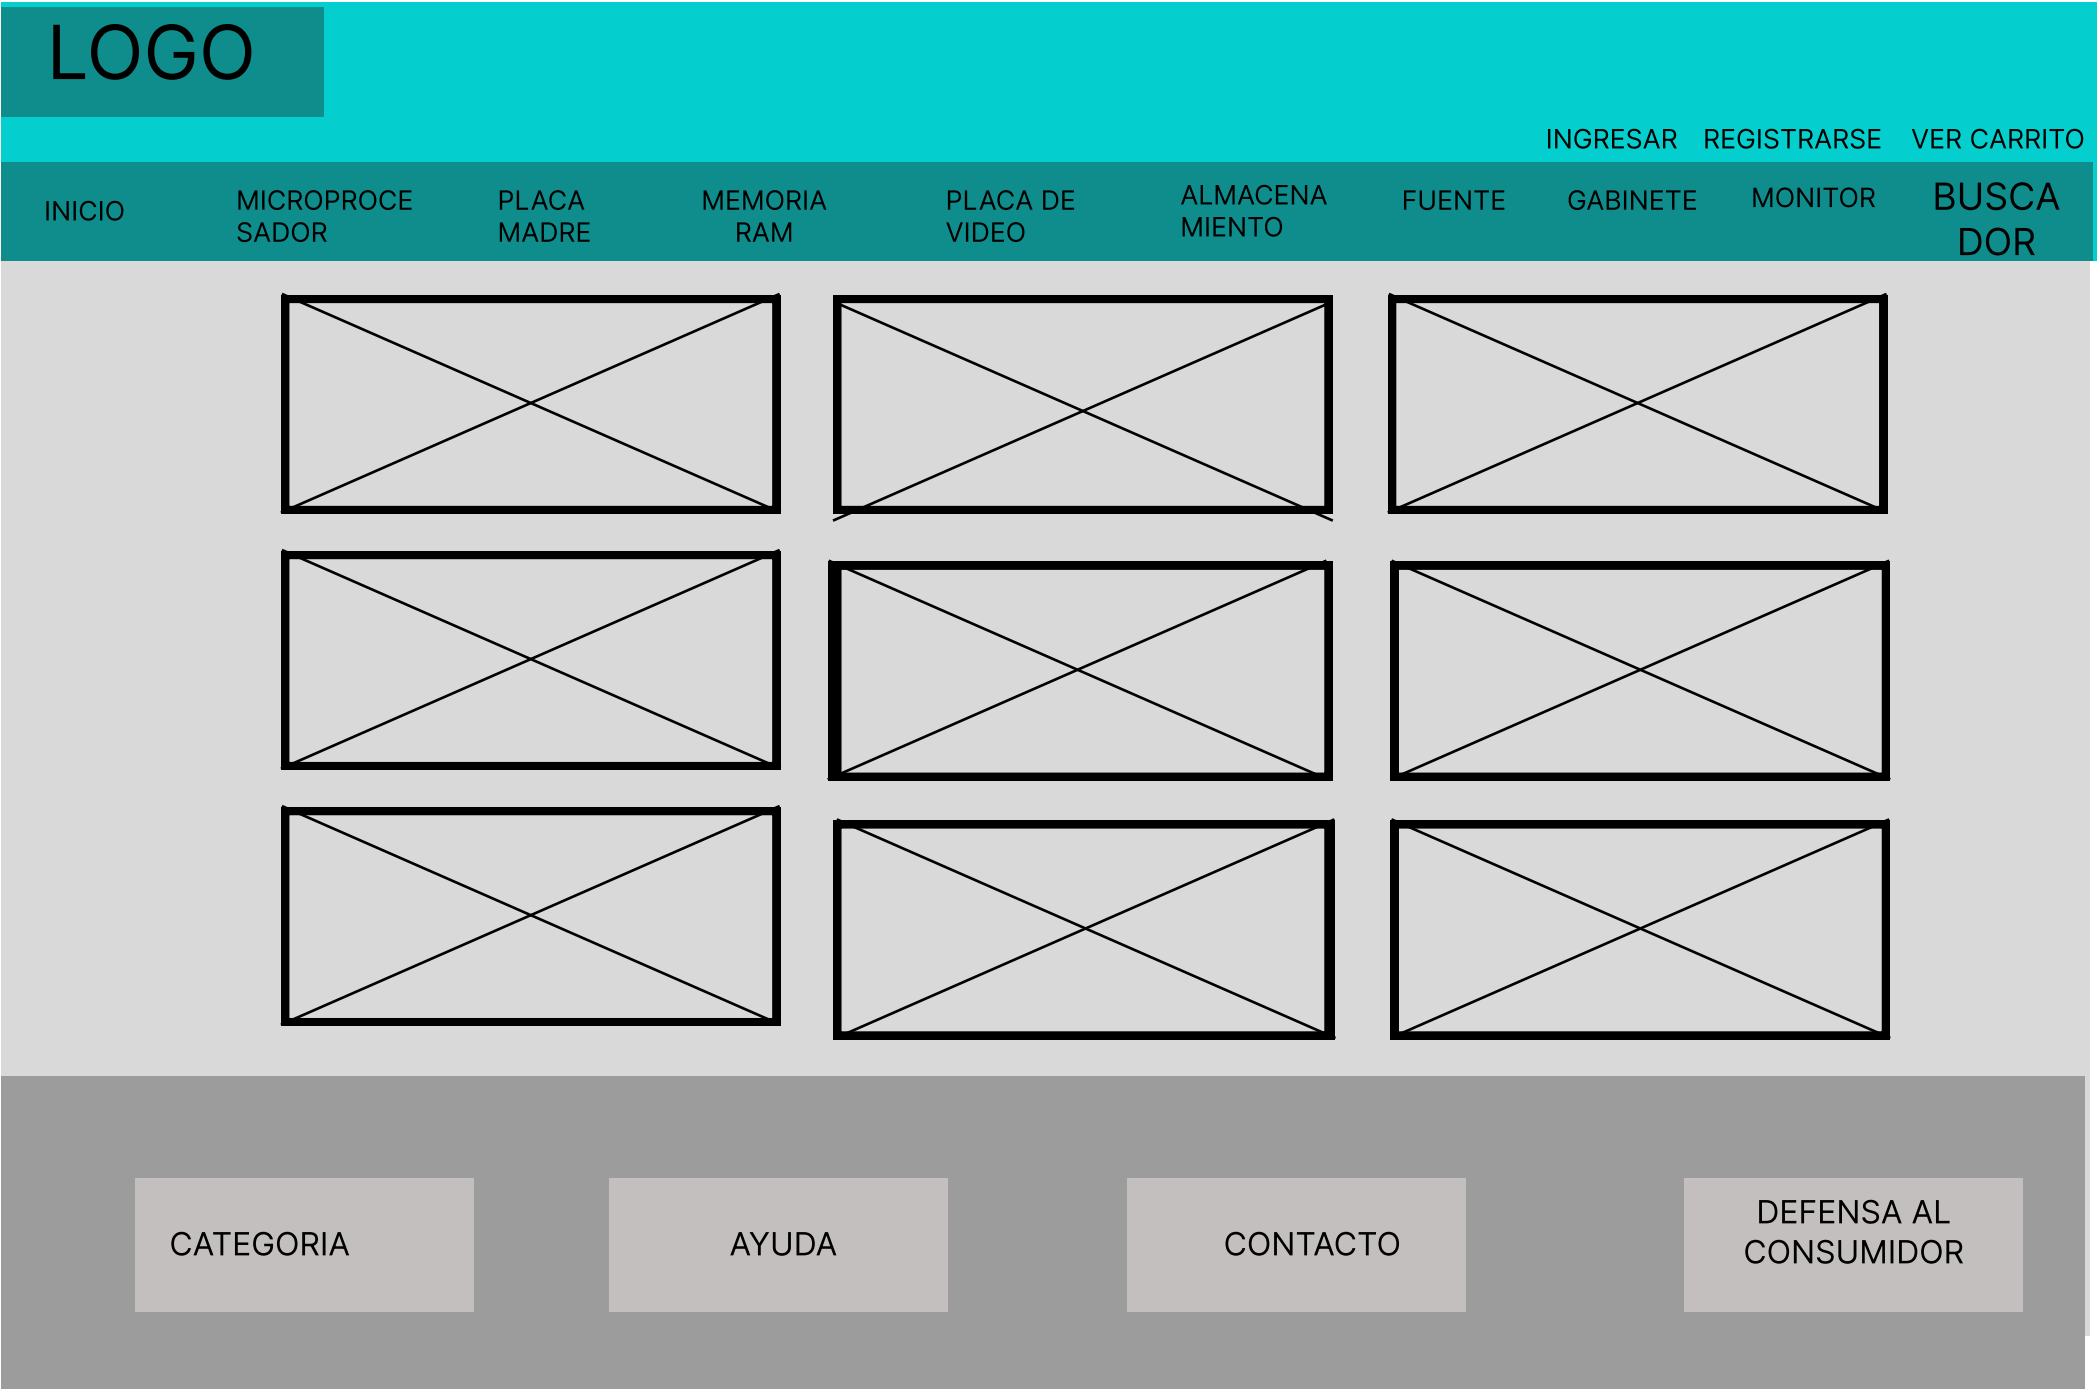 LOGO
INGRESAR REGISTRARSE VER CARRITO
INICIO
MICROPROCE
SADOR
PLACA
MADRE
MEMORIA
RAM
PLACA DE
VIDEO
ALMACENA
MIENTO
FUENTE
GABINETE
MONITOR
BUSCA
DOR
CATEGORIA
AYUDA
CONTACTO
DEFENSA AL
CONSUMIDOR